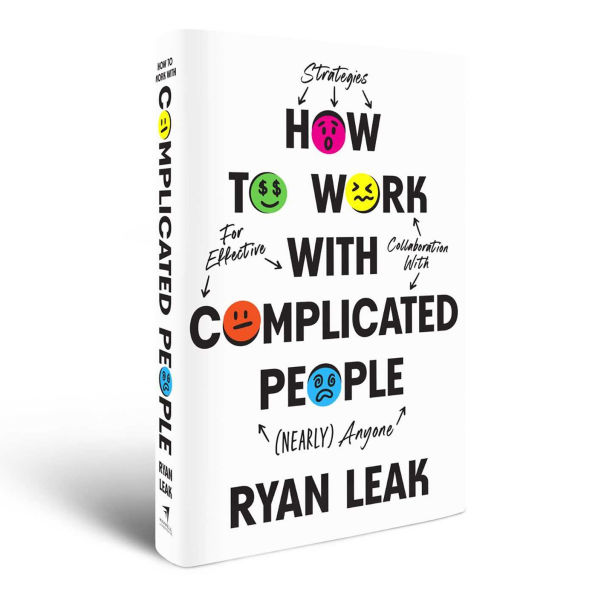 HOW TO
WORK WITH
COMPLICATED PEOPLE
RYAN
LEAK
Strategies
HOW
TO WORK
For
Effective
WITH
Collaboration
With
COMPLICATED
PEOPLE
(NEARLY) Anyone
RYAN LEAK